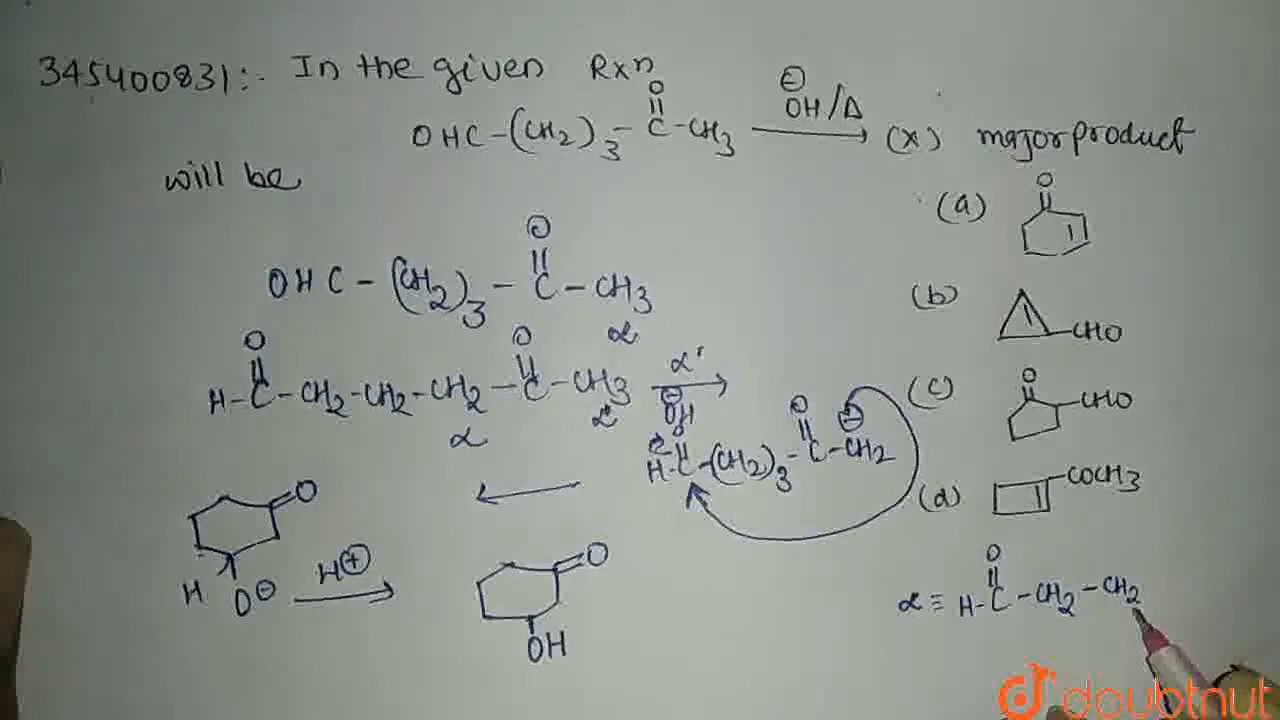 345400831:- In the given Rxn
OHC-(CH2)3-C-CH3 → (X) major product
O
⊖
OH/Δ
will be
(a)
O
(b)
CHO
(c)
O
CHO
(d)
COCH3
O
OHC-(CH2)3-C-CH3
α
O O
H-C-CH2-CH2-CH2-C-CH3
α
α'
α'
⊖
OH
O O ⊖
H-C-(CH2)3-C-CH2
O
H O⊖
H⊕
O
OH
O
α ≡ H-C-CH2-CH2
doubtnut